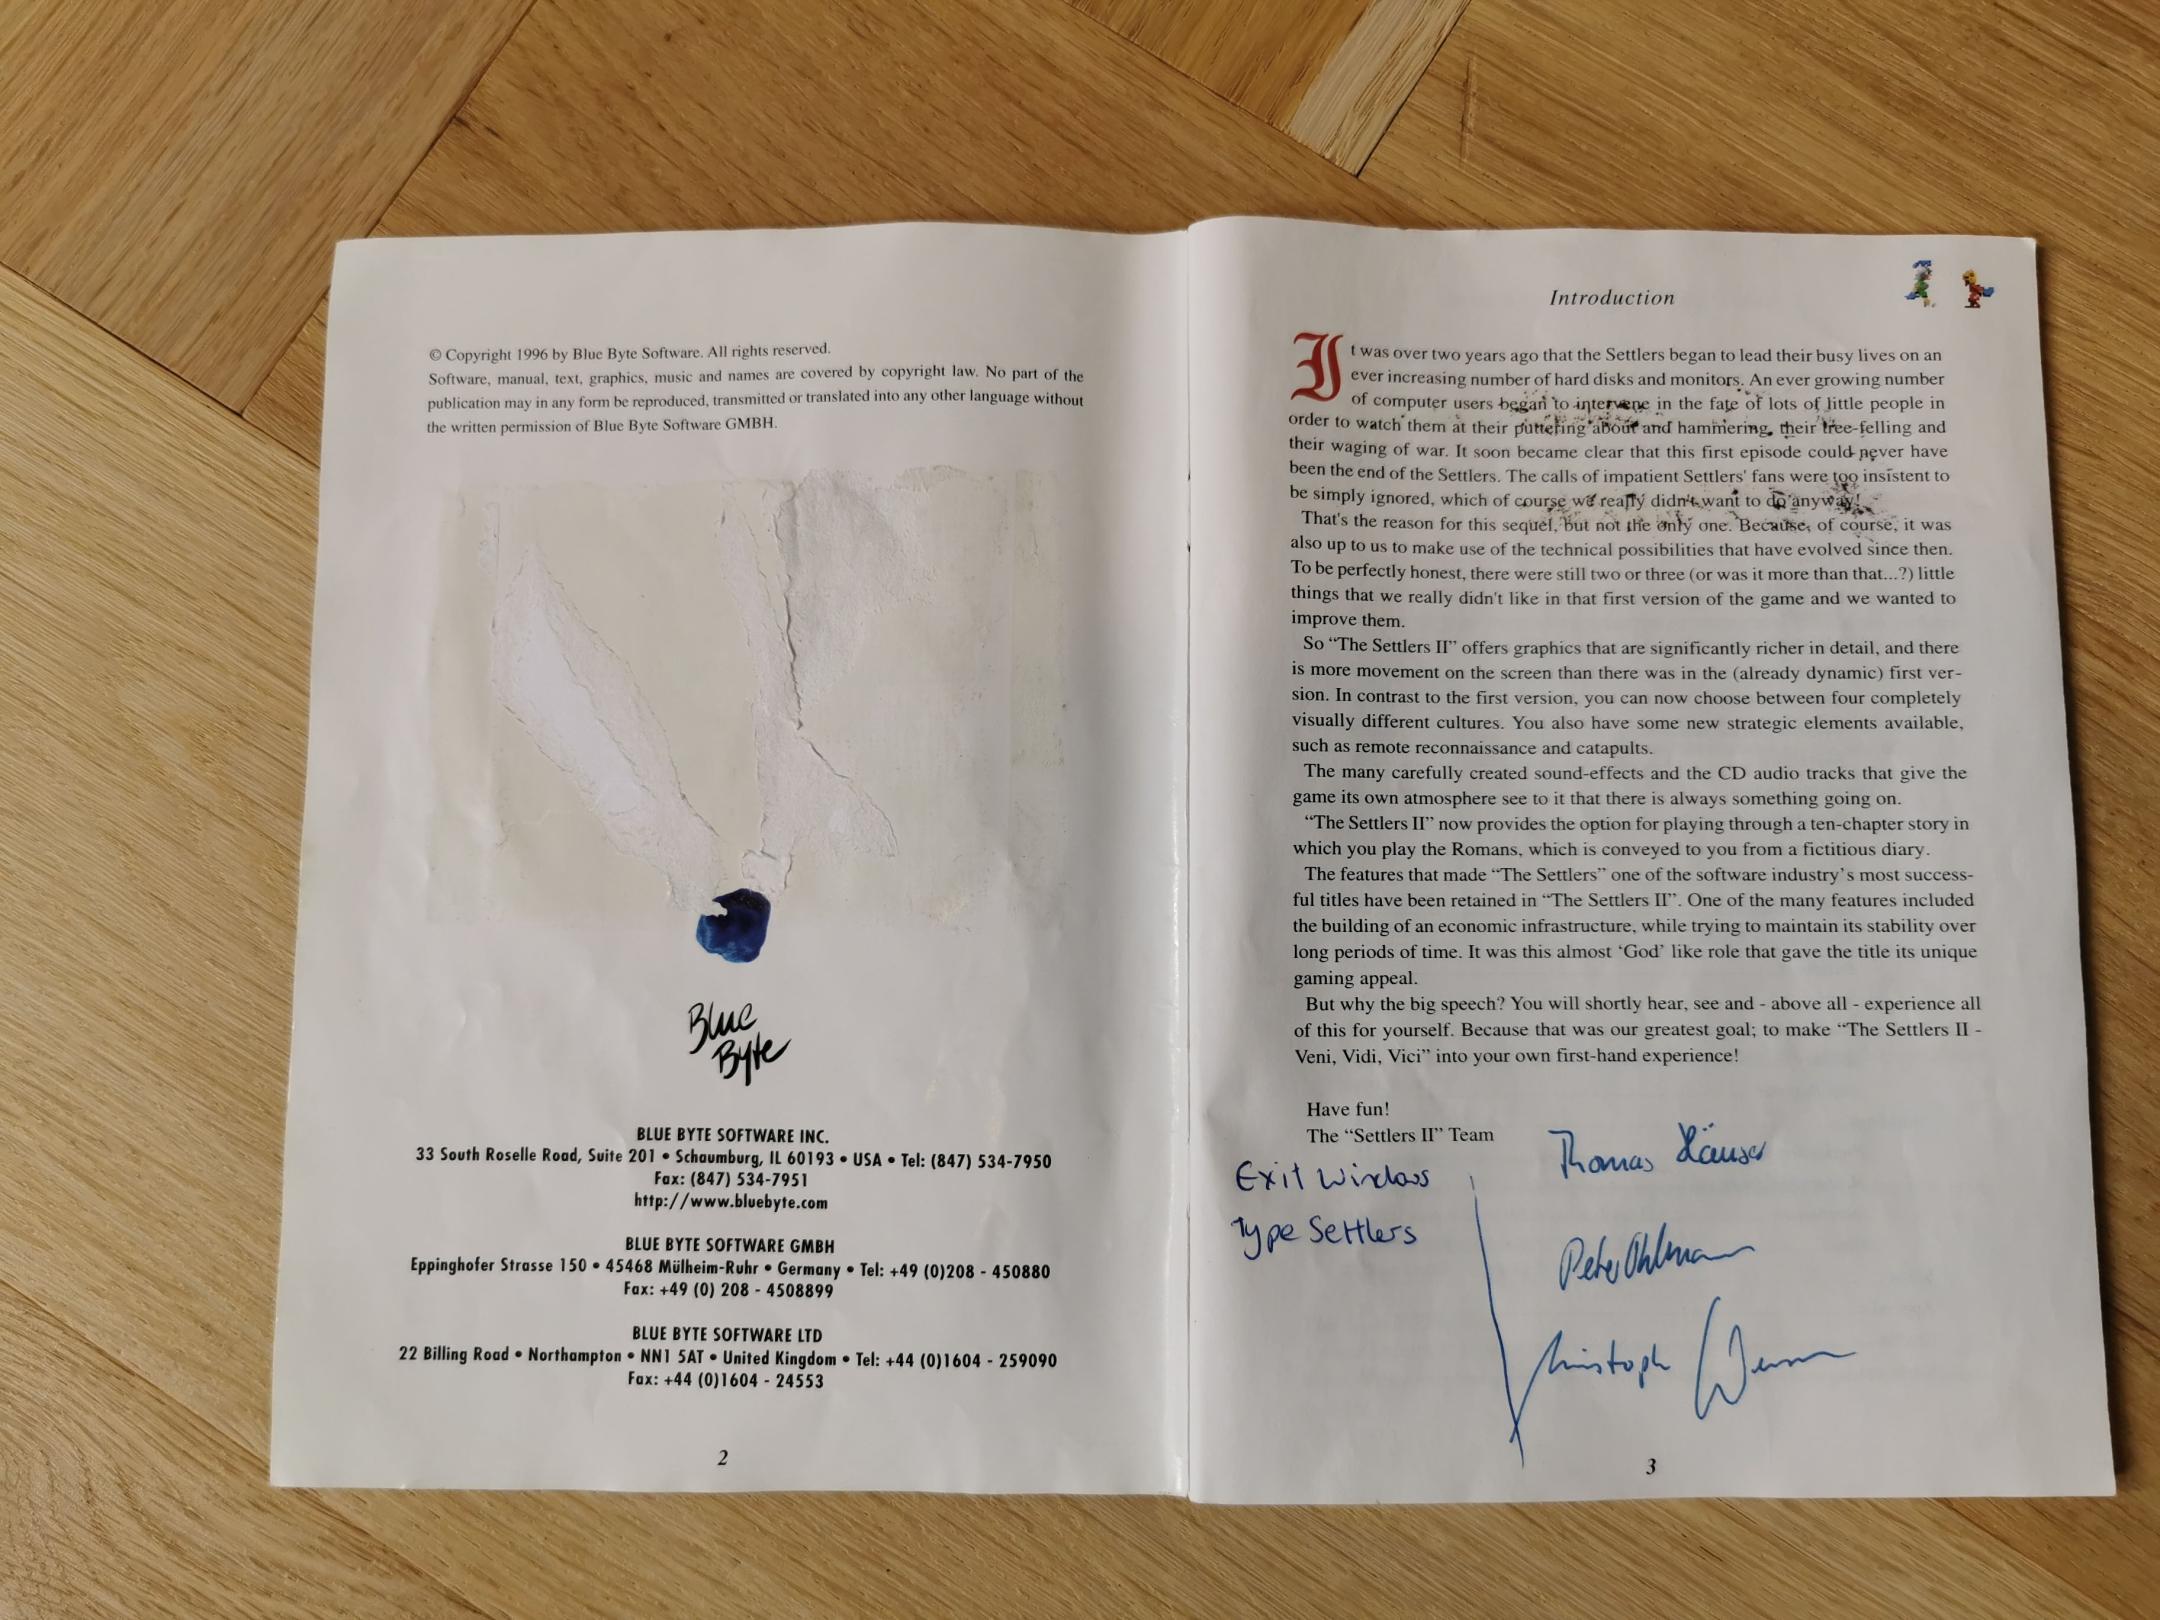 © Copyright 1996 by Blue Byte Software. All rights reserved.
Software, manual, text, graphics, music and names are covered by copyright law. No part of the
publication may in any form be reproduced, transmitted or translated into any other language without
the written permission of Blue Byte Software GMBH.
Blue
Byte
BLUE BYTE SOFTWARE INC.
33 South Roselle Road, Suite 201 • Schaumburg, IL 60193 • USA • Tel: (847) 534-7950
Fax: (847) 534-7951
http://www.bluebyte.com
BLUE BYTE SOFTWARE GMBH
Eppinghofer Strasse 150 • 45468 Mülheim-Ruhr • Germany • Tel: +49 (0)208 - 450880
Fax: +49 (0) 208 - 4508899
BLUE BYTE SOFTWARE LTD
22 Billing Road • Northampton • NN1 5AT • United Kingdom • Tel: +44 (0)1604 - 259090
Fax: +44 (0)1604 - 24553
2
Introduction
It was over two years ago that the Settlers began to lead their busy lives on an
ever increasing number of hard disks and monitors. An ever growing number
of computer users began to intervene in the fate of lots of little people in
order to watch them at their puttering about and hammering, their tree-felling and
their waging of war. It soon became clear that this first episode could never have
been the end of the Settlers. The calls of impatient Settlers' fans were too insistent to
be simply ignored, which of course we really didn't want to do anyway!
That's the reason for this sequel, but not the only one. Because, of course, it was
also up to us to make use of the technical possibilities that have evolved since then.
To be perfectly honest, there were still two or three (or was it more than that...?) little
things that we really didn't like in that first version of the game and we wanted to
improve them.
So “The Settlers II” offers graphics that are significantly richer in detail, and there
is more movement on the screen than there was in the (already dynamic) first ver-
sion. In contrast to the first version, you can now choose between four completely
visually different cultures. You also have some new strategic elements available,
such as remote reconnaissance and catapults.
The many carefully created sound-effects and the CD audio tracks that give the
game its own atmosphere see to it that there is always something going on.
“The Settlers II” now provides the option for playing through a ten-chapter story in
which you play the Romans, which is conveyed to you from a fictitious diary.
The features that made “The Settlers” one of the software industry's most success-
ful titles have been retained in “The Settlers II”. One of the many features included
the building of an economic infrastructure, while trying to maintain its stability over
long periods of time. It was this almost ‘God’ like role that gave the title its unique
gaming appeal.
But why the big speech? You will shortly hear, see and - above all - experience all
of this for yourself. Because that was our greatest goal; to make “The Settlers II -
Veni, Vidi, Vici” into your own first-hand experience!
Have fun!
The “Settlers II” Team
Thomas Häuser
Exit Windows
Type Settlers
Peter Ohlmann
Christoph
3